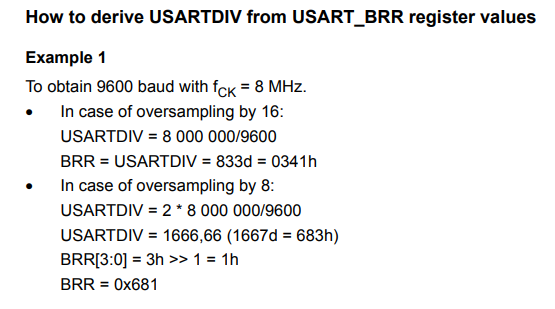 How to derive USARTDIV from USART_BRR register values
Example 1
To obtain 9600 baud with fCK = 8 MHz.
• In case of oversampling by 16:
USARTDIV = 8 000 000/9600
BRR = USARTDIV = 833d = 0341h
• In case of oversampling by 8:
USARTDIV = 2 * 8 000 000/9600
USARTDIV = 1666,66 (1667d = 683h)
BRR[3:0] = 3h >> 1 = 1h
BRR = 0x681